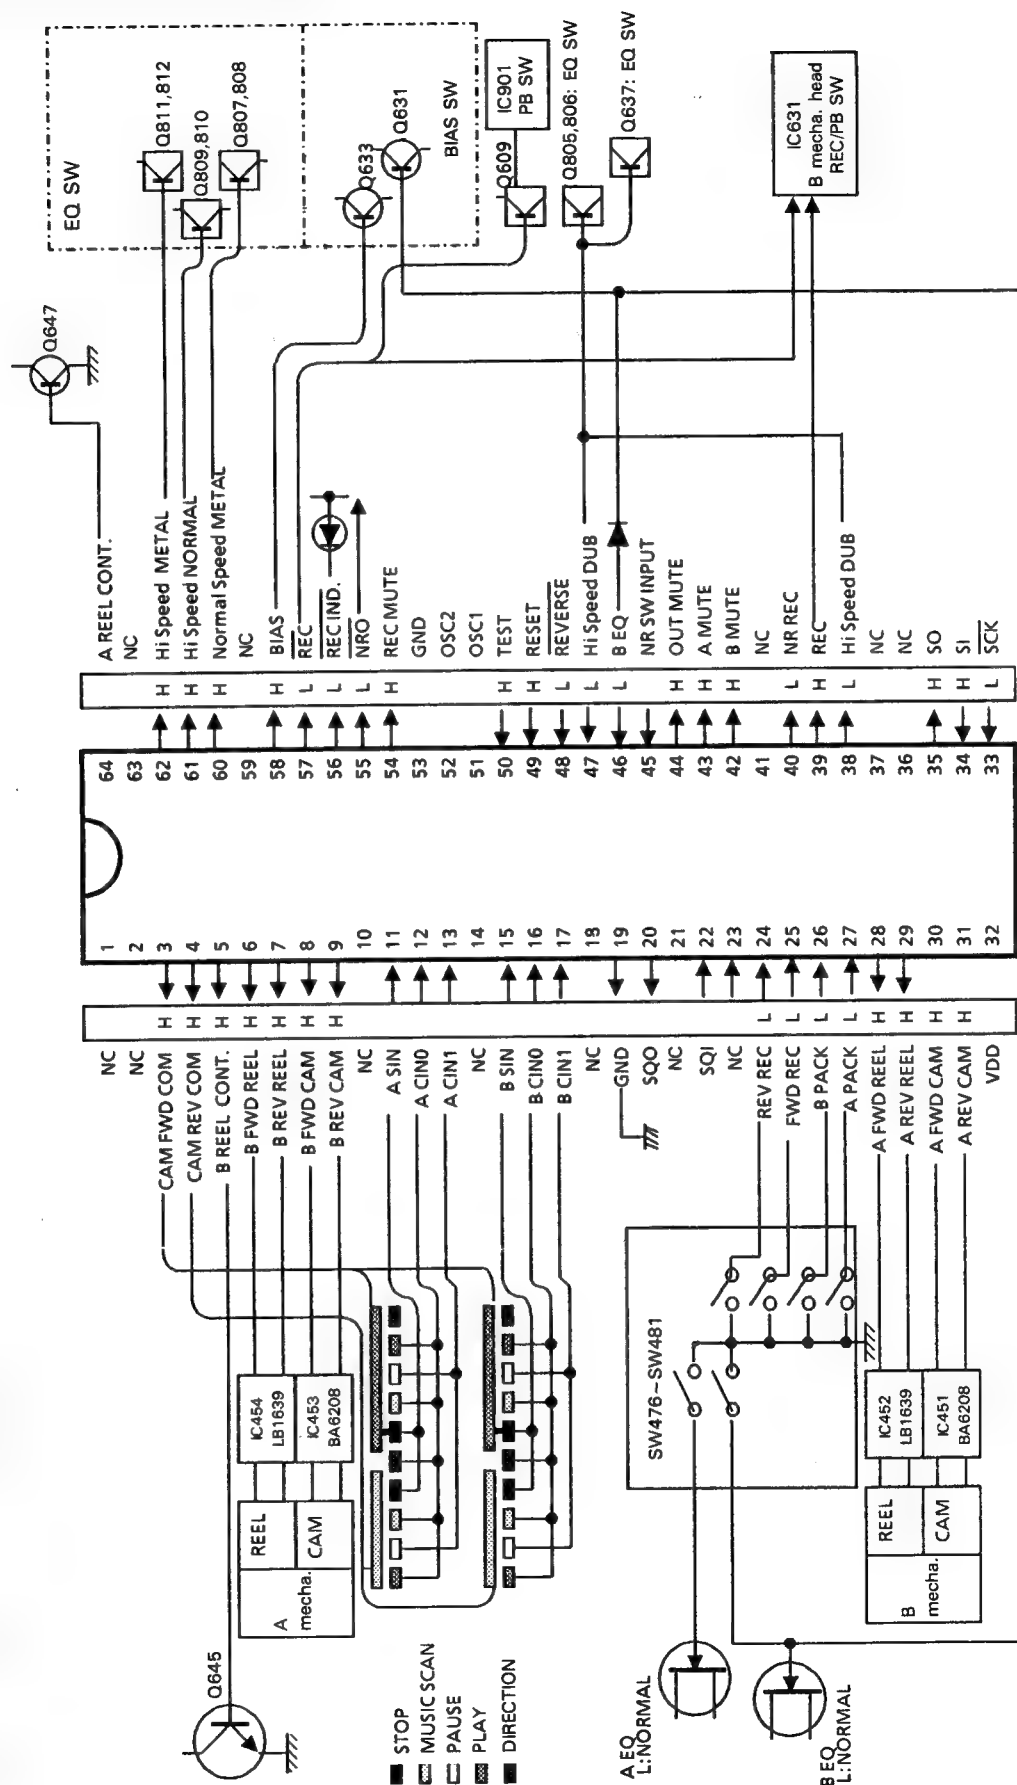 EQ SW
Q811,812
Q809,810
Q807,808
Q633
Q631
BIAS SW
Q609
IC901
PB SW
Q805,806: EQ SW
Q637: EQ SW
IC631
B mecha. head
REC/PB SW
Q647
A REEL CONT.
NC
Hi Speed METAL
Hi Speed NORMAL
Normal Speed METAL
NC
BIAS
REC
REC IND.
NRO
REC MUTE
GND
OSC2
OSC1
TEST
RESET
REVERSE
Hi Speed DUB
B EQ
NR SW INPUT
OUT MUTE
A MUTE
B MUTE
NC
NR REC
REC
Hi Speed DUB
NC
NC
SO
SI
SCK
H
H
H
H
L
L
L
H
H
H
L
L
L
H
H
H
L
H
L
H
H
L
64
63
62
61
60
59
58
57
56
55
54
53
52
51
50
49
48
47
46
45
44
43
42
41
40
39
38
37
36
35
34
33
1
2
3
4
5
6
7
8
9
10
11
12
13
14
15
16
17
18
19
20
21
22
23
24
25
26
27
28
29
30
31
32
H
H
H
H
H
H
H
L
L
L
L
H
H
H
H
NC
NC
CAM FWD COM
CAM REV COM
B REEL CONT.
B FWD REEL
B REV REEL
B FWD CAM
B REV CAM
NC
A SIN
A CIN0
A CIN1
NC
B SIN
B CIN0
B CIN1
NC
GND
SQO
NC
SQI
NC
REV REC
FWD REC
B PACK
A PACK
A FWD REEL
A REV REEL
A FWD CAM
A REV CAM
VDD
IC454
LB1639
IC453
BA6208
REEL
CAM
A
mecha.
SW476~SW481
IC452
LB1639
IC451
BA6208
REEL
CAM
B
mecha.
Q645
STOP
MUSIC SCAN
PAUSE
PLAY
DIRECTION
A EQ
L:NORMAL
B EQ
L:NORMAL